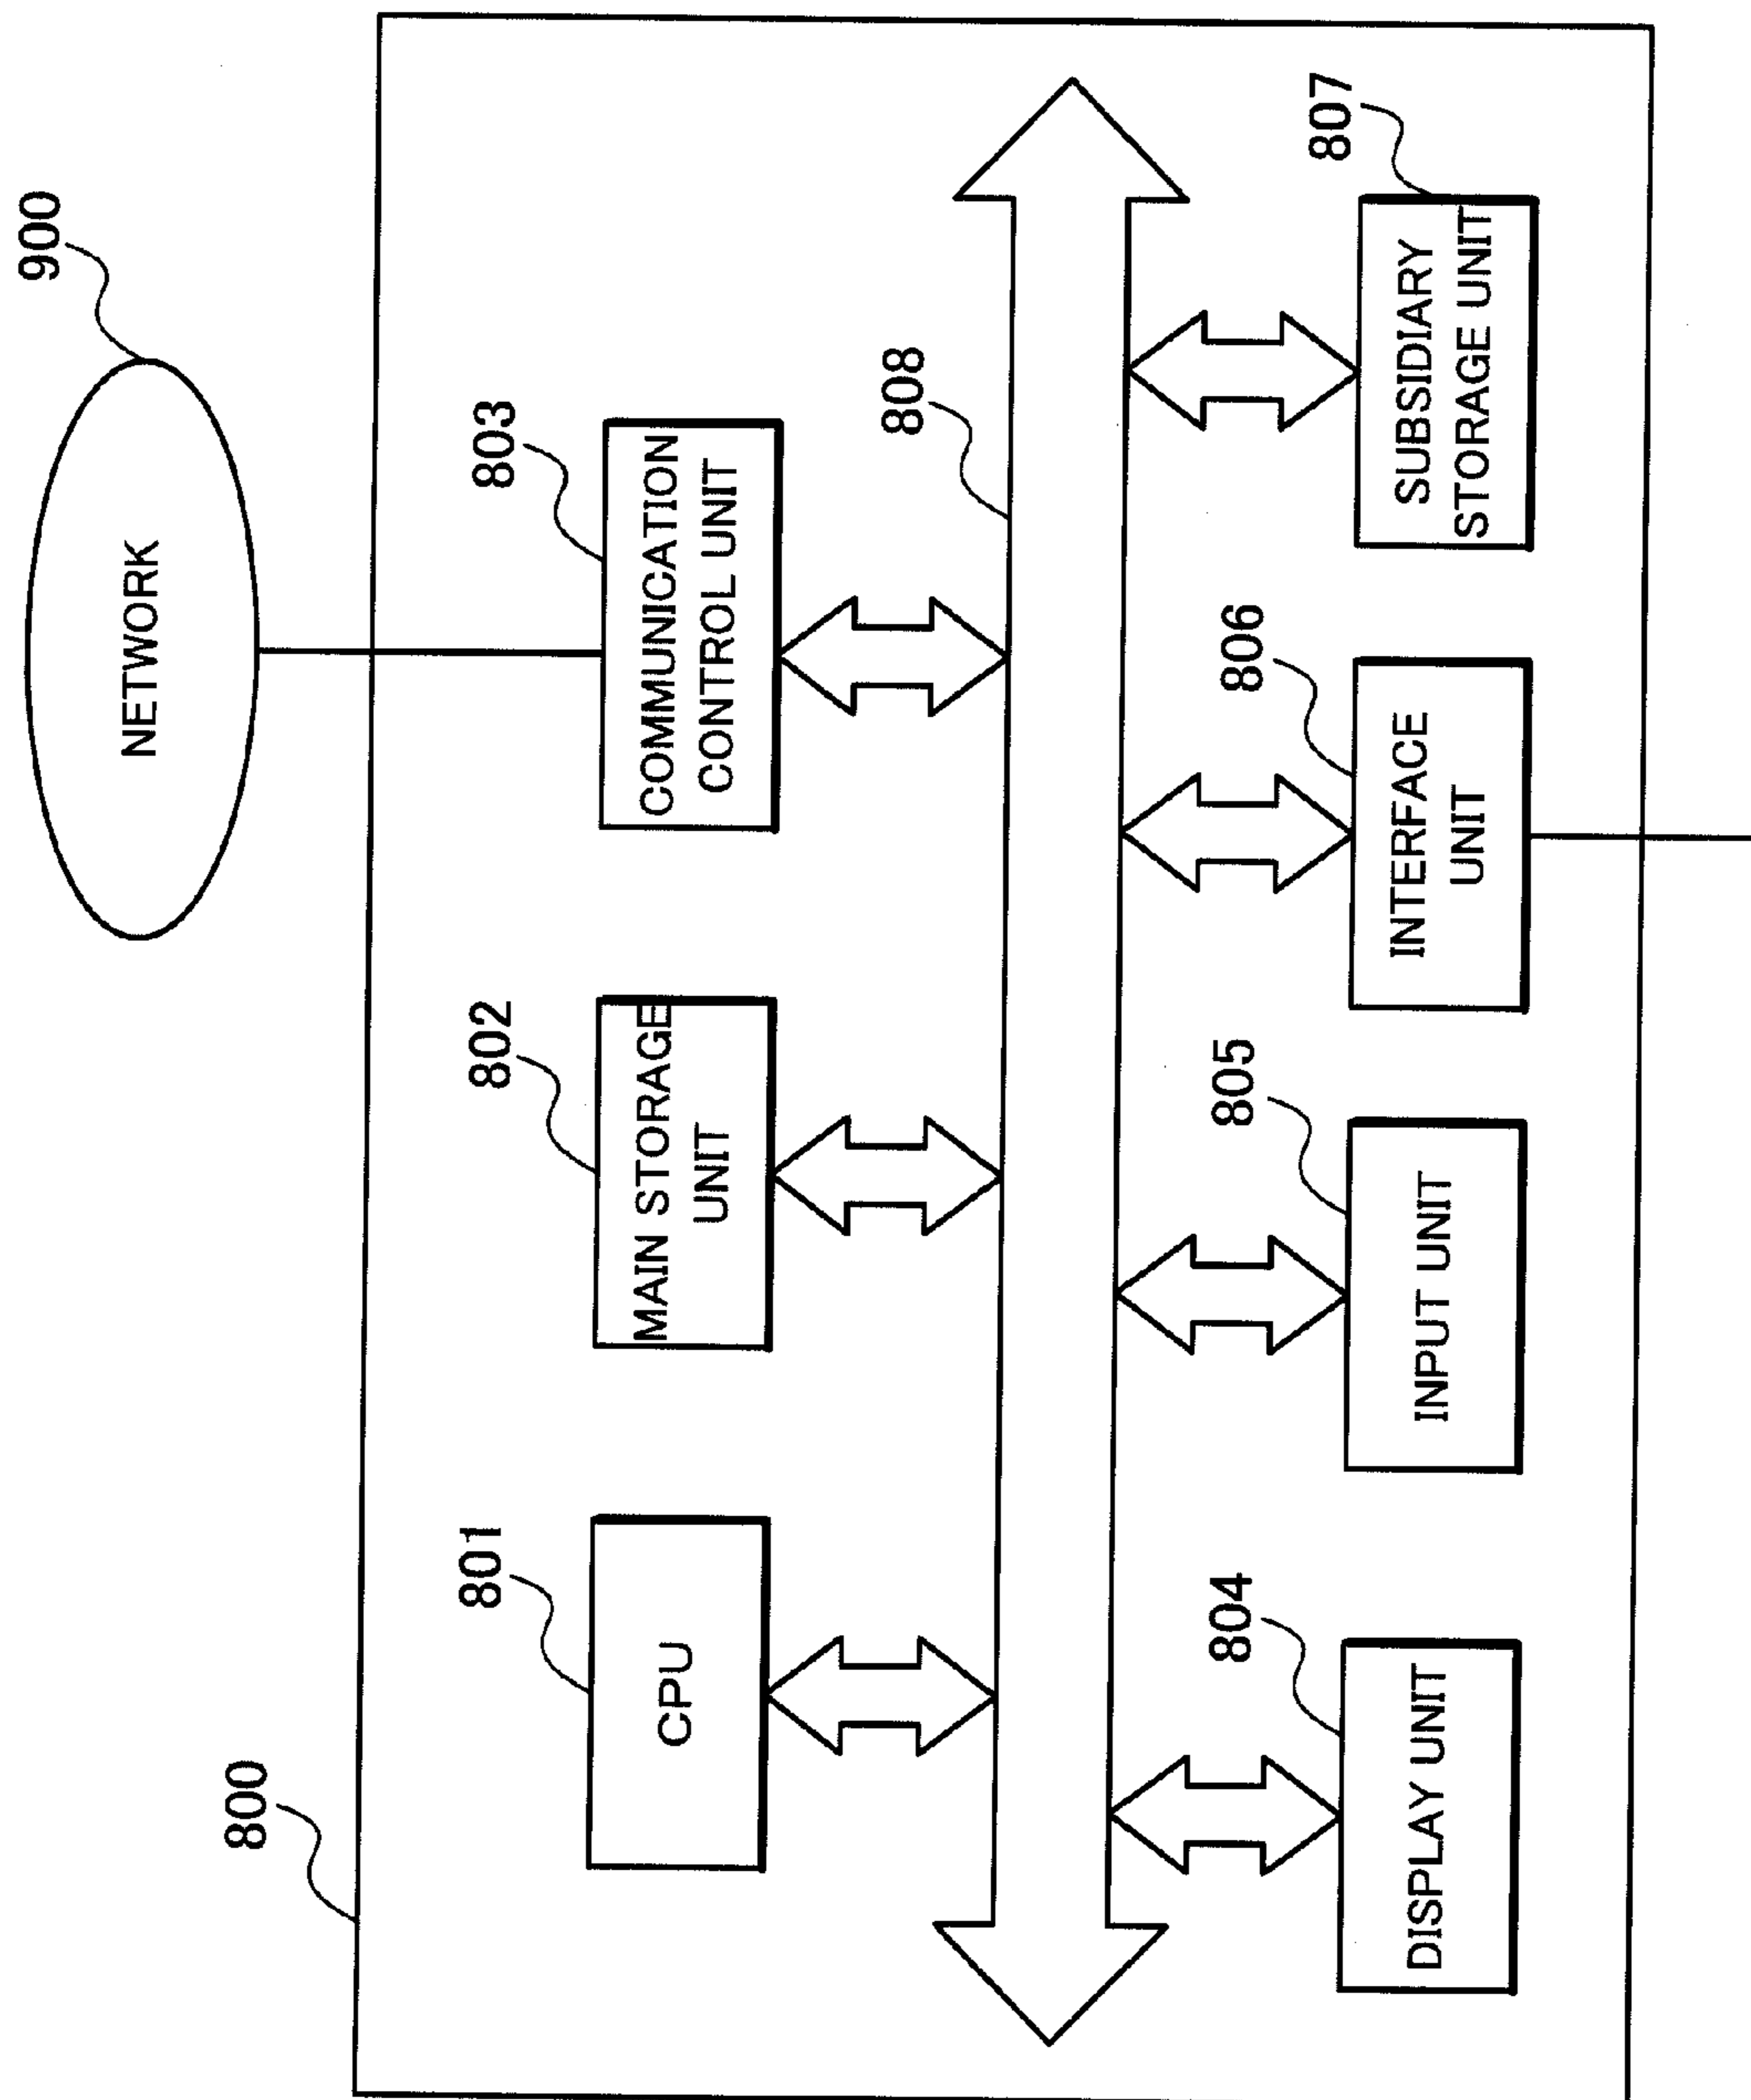 900
NETWORK
800
801
CPU
802
MAIN STORAGE
UNIT
803
COMMUNICATION
CONTROL UNIT
808
804
DISPLAY UNIT
805
INPUT UNIT
806
INTERFACE
UNIT
807
SUBSIDIARY
STORAGE UNIT